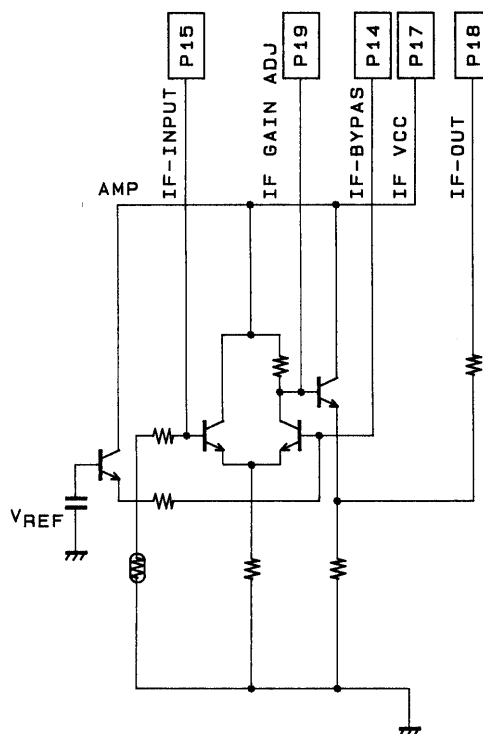 P15
P19
P14
P17
P18
IF-INPUT
IF GAIN ADJ
IF-BYPAS
IF VCC
IF-OUT
AMP
VREF